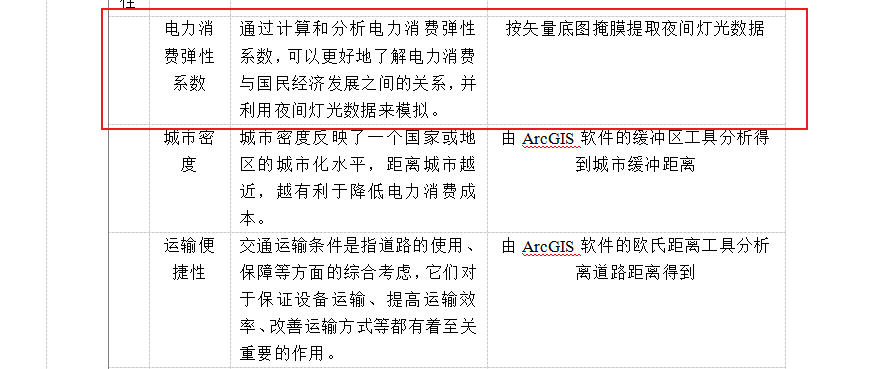 性
电力消
费弹性
系数
通过计算和分析电力消费弹性
系数，可以更好地了解电力消费
与国民经济发展之间的关系，并
利用夜间灯光数据来模拟。
按矢量底图掩膜提取夜间灯光数据
城市密
度
城市密度反映了一个国家或地
区的城市化水平，距离城市越
近，越有利于降低电力消费成
本。
由 ArcGIS 软件的缓冲区工具分析得
到城市缓冲距离
运输便
捷性
交通运输条件是指道路的使用、
保障等方面的综合考虑，它们对
于保证设备运输、提高运输效
率、改善运输方式等都有着至关
重要的作用。
由 ArcGIS 软件的欧氏距离工具分析
离道路距离得到